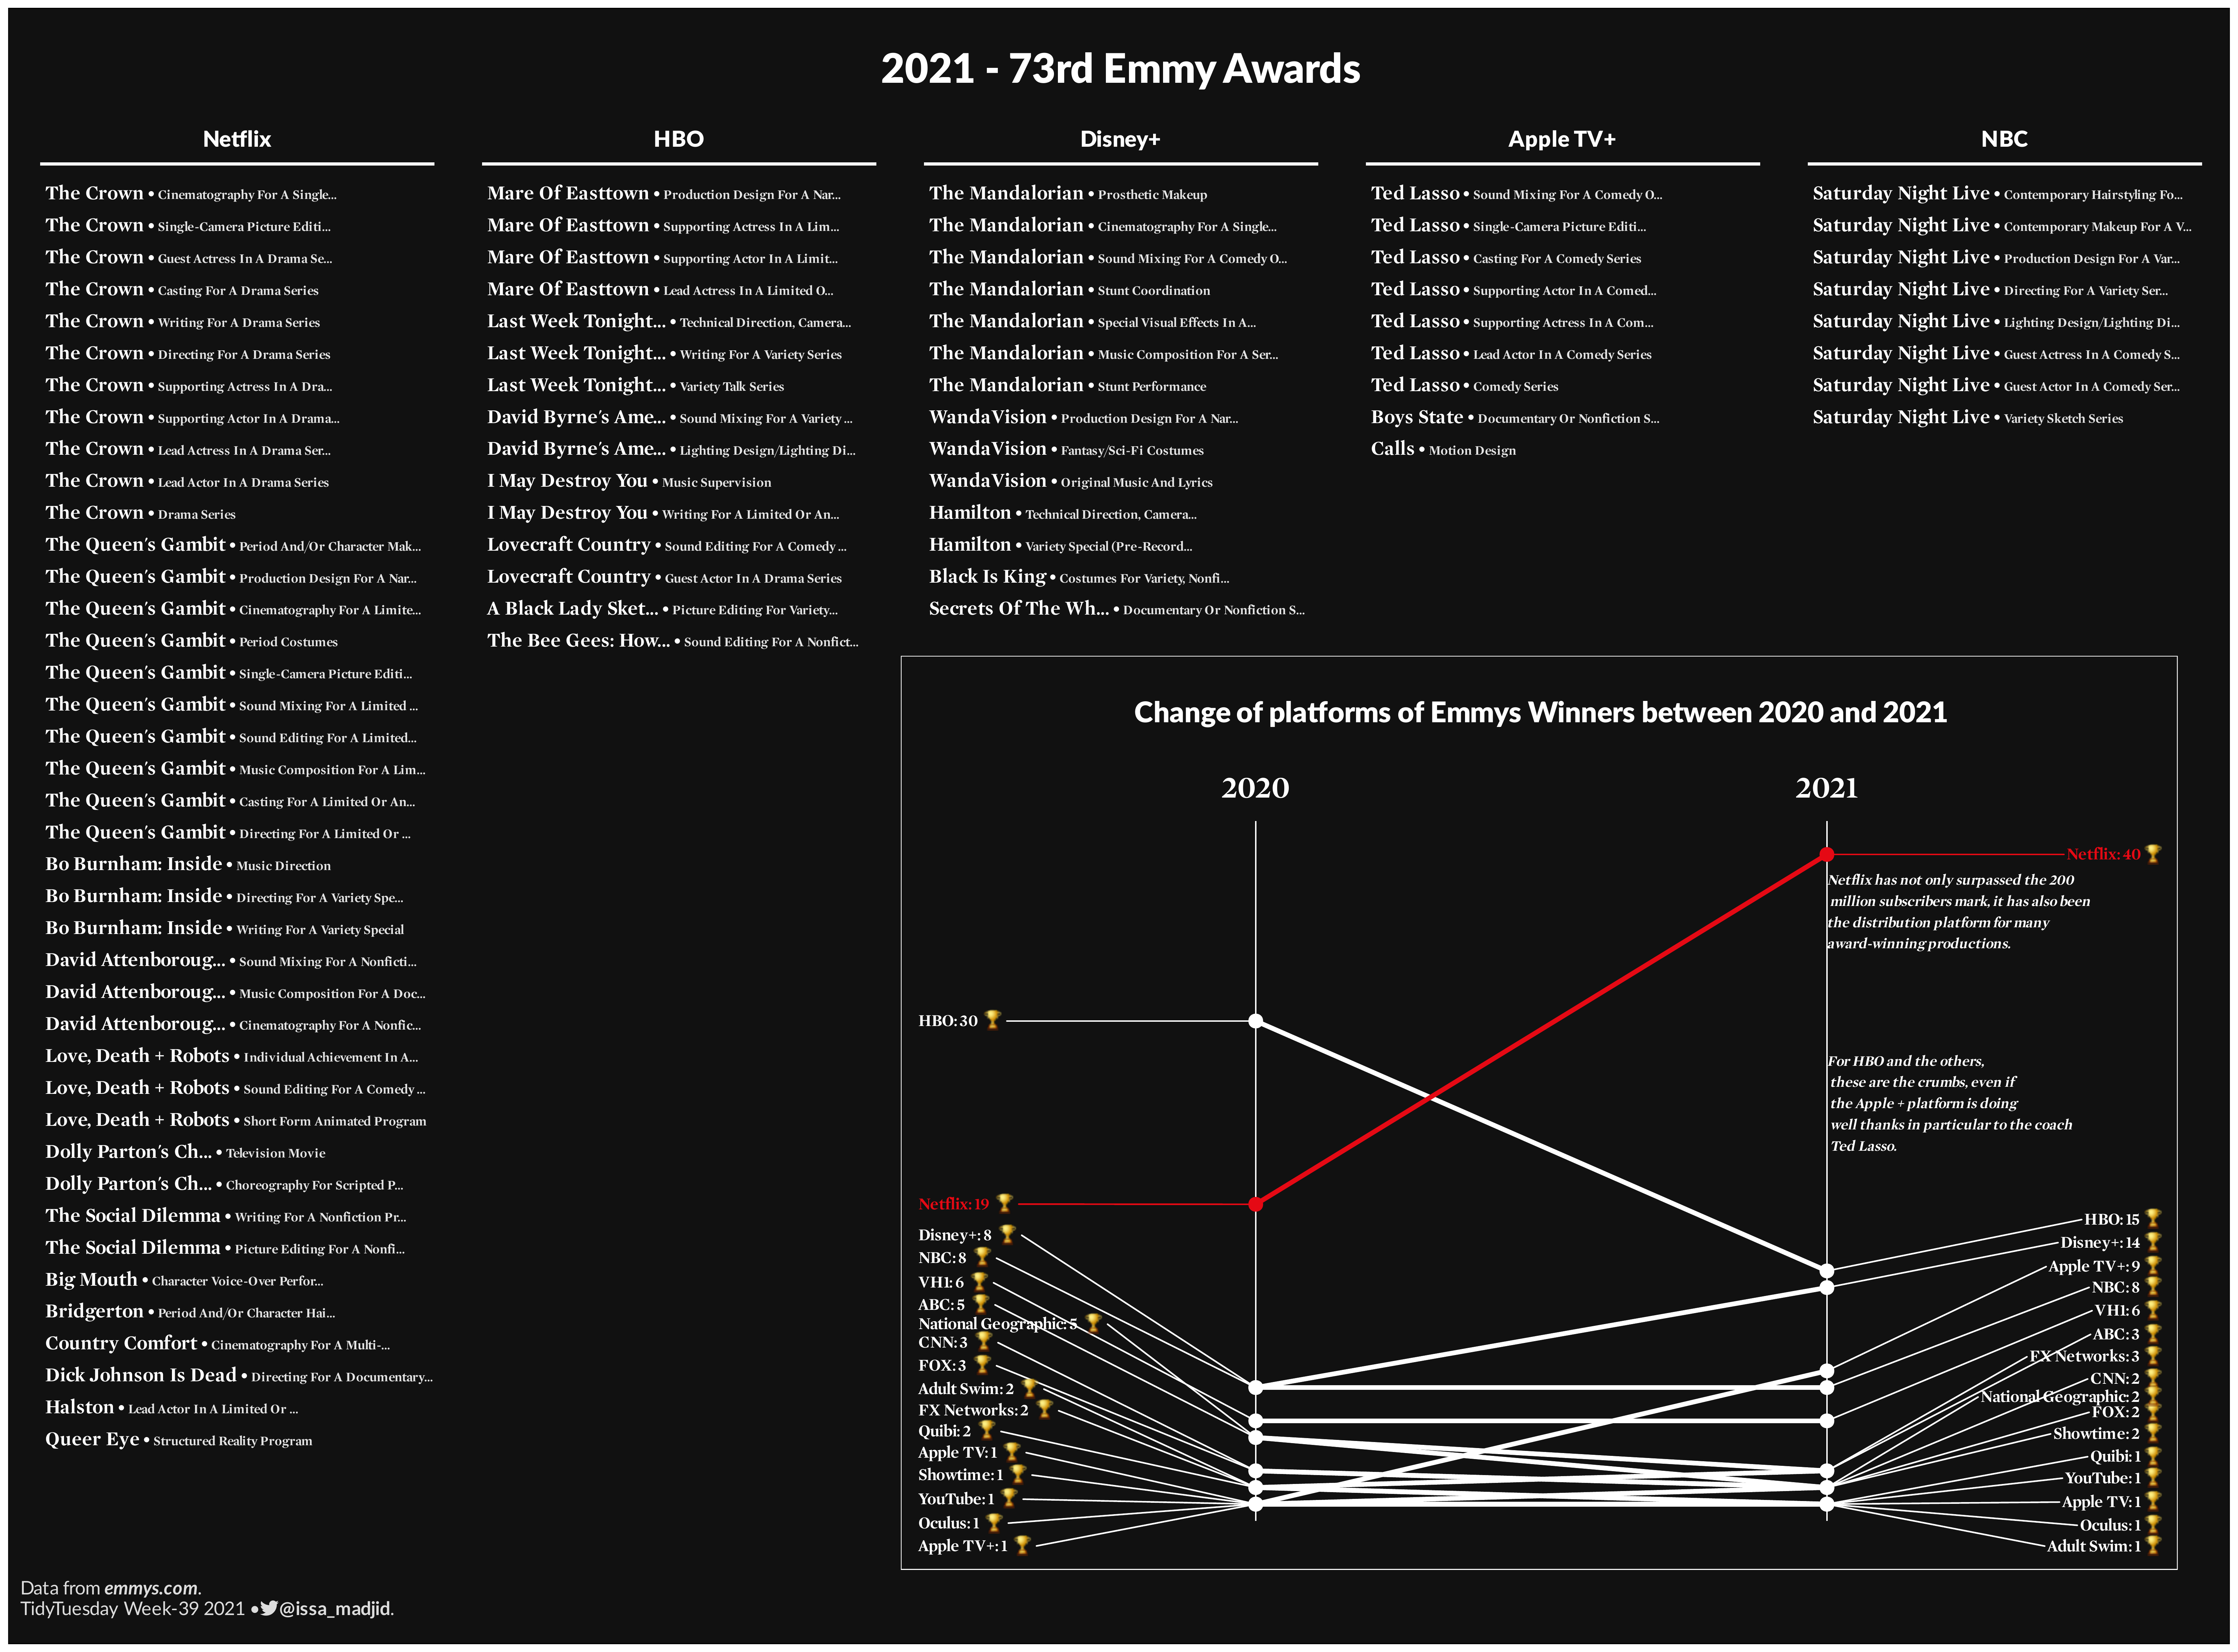 2021 - 73rd Emmy Awards
Netflix
The Crown • Cinematography For A Single...
The Crown • Single-Camera Picture Editi...
The Crown • Guest Actress In A Drama Se...
The Crown • Casting For A Drama Series
The Crown • Writing For A Drama Series
The Crown • Directing For A Drama Series
The Crown • Supporting Actress In A Dra...
The Crown • Supporting Actor In A Drama...
The Crown • Lead Actress In A Drama Ser...
The Crown • Lead Actor In A Drama Series
The Crown • Drama Series
The Queen's Gambit • Period And/Or Character Mak...
The Queen's Gambit • Production Design For A Nar...
The Queen's Gambit • Cinematography For A Limite...
The Queen's Gambit • Period Costumes
The Queen's Gambit • Single-Camera Picture Editi...
The Queen's Gambit • Sound Mixing For A Limited ...
The Queen's Gambit • Sound Editing For A Limited...
The Queen's Gambit • Music Composition For A Lim...
The Queen's Gambit • Casting For A Limited Or An...
The Queen's Gambit • Directing For A Limited Or ...
Bo Burnham: Inside • Music Direction
Bo Burnham: Inside • Directing For A Variety Spe...
Bo Burnham: Inside • Writing For A Variety Special
David Attenboroug... • Sound Mixing For A Nonficti...
David Attenboroug... • Music Composition For A Doc...
David Attenboroug... • Cinematography For A Nonfic...
Love, Death + Robots • Individual Achievement In A...
Love, Death + Robots • Sound Editing For A Comedy ...
Love, Death + Robots • Short Form Animated Program
Dolly Parton's Ch... • Television Movie
Dolly Parton's Ch... • Choreography For Scripted P...
The Social Dilemma • Writing For A Nonfiction Pr...
The Social Dilemma • Picture Editing For A Nonfi...
Big Mouth • Character Voice-Over Perfor...
Bridgerton • Period And/Or Character Hai...
Country Comfort • Cinematography For A Multi-...
Dick Johnson Is Dead • Directing For A Documentary...
Halston • Lead Actor In A Limited Or ...
Queer Eye • Structured Reality Program
HBO
Mare Of Easttown • Production Design For A Nar...
Mare Of Easttown • Supporting Actress In A Lim...
Mare Of Easttown • Supporting Actor In A Limit...
Mare Of Easttown • Lead Actress In A Limited O...
Last Week Tonight... • Technical Direction, Camera...
Last Week Tonight... • Writing For A Variety Series
Last Week Tonight... • Variety Talk Series
David Byrne's Ame... • Sound Mixing For A Variety ...
David Byrne's Ame... • Lighting Design/Lighting Di...
I May Destroy You • Music Supervision
I May Destroy You • Writing For A Limited Or An...
Lovecraft Country • Sound Editing For A Comedy ...
Lovecraft Country • Guest Actor In A Drama Series
A Black Lady Sket... • Picture Editing For Variety...
The Bee Gees: How... • Sound Editing For A Nonfict...
Disney+
The Mandalorian • Prosthetic Makeup
The Mandalorian • Cinematography For A Single...
The Mandalorian • Sound Mixing For A Comedy O...
The Mandalorian • Stunt Coordination
The Mandalorian • Special Visual Effects In A...
The Mandalorian • Music Composition For A Ser...
The Mandalorian • Stunt Performance
WandaVision • Production Design For A Nar...
WandaVision • Fantasy/Sci-Fi Costumes
WandaVision • Original Music And Lyrics
Hamilton • Technical Direction, Camera...
Hamilton • Variety Special (Pre-Record...
Black Is King • Costumes For Variety, Nonfi...
Secrets Of The Wh... • Documentary Or Nonfiction S...
Apple TV+
Ted Lasso • Sound Mixing For A Comedy O...
Ted Lasso • Single-Camera Picture Editi...
Ted Lasso • Casting For A Comedy Series
Ted Lasso • Supporting Actor In A Comed...
Ted Lasso • Supporting Actress In A Com...
Ted Lasso • Lead Actor In A Comedy Series
Ted Lasso • Comedy Series
Boys State • Documentary Or Nonfiction S...
Calls • Motion Design
NBC
Saturday Night Live • Contemporary Hairstyling Fo...
Saturday Night Live • Contemporary Makeup For A V...
Saturday Night Live • Production Design For A Var...
Saturday Night Live • Directing For A Variety Ser...
Saturday Night Live • Lighting Design/Lighting Di...
Saturday Night Live • Guest Actress In A Comedy S...
Saturday Night Live • Guest Actor In A Comedy Ser...
Saturday Night Live • Variety Sketch Series
Change of platforms of Emmys Winners between 2020 and 2021
2020
HBO: 30
Netflix: 19
Disney+: 8
NBC: 8
VH1: 6
ABC: 5
National Geographic: 5
CNN: 3
FOX: 3
Adult Swim: 2
FX Networks: 2
Quibi: 2
Apple TV: 1
Showtime: 1
YouTube: 1
Oculus: 1
Apple TV+: 1
2021
Netflix: 40
Netflix has not only surpassed the 200
million subscribers mark, it has also been
the distribution platform for many
award-winning productions.
For HBO and the others,
these are the crumbs, even if
the Apple + platform is doing
well thanks in particular to the coach
Ted Lasso.
HBO: 15
Disney+: 14
Apple TV+: 9
NBC: 8
VH1: 6
ABC: 3
FX Networks: 3
CNN: 2
National Geographic: 2
FOX: 2
Showtime: 2
Quibi: 1
YouTube: 1
Apple TV: 1
Oculus: 1
Adult Swim: 1
Data from emmys.com.
TidyTuesday Week-39 2021 •@issa_madjid.